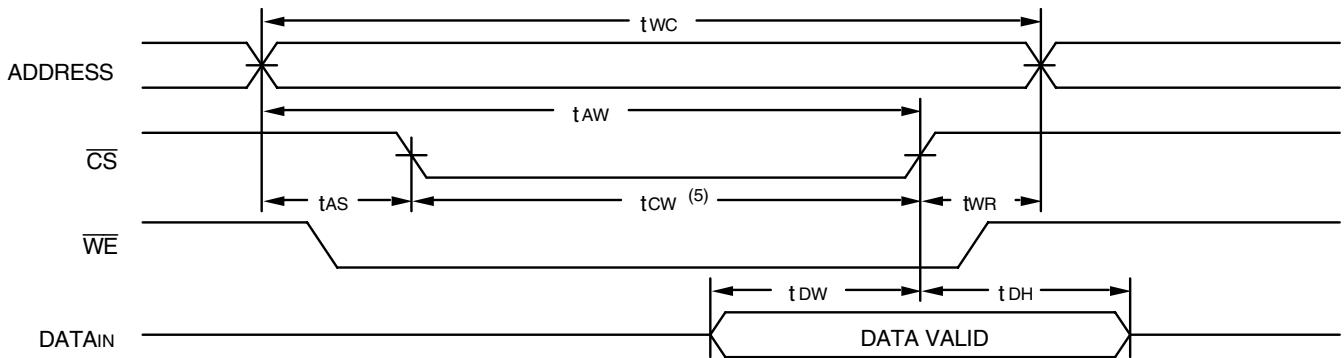 tWC
ADDRESS
tAW
CS
tAS
tCW (5)
tWR
WE
tDW
tDH
DATAIN
DATA VALID